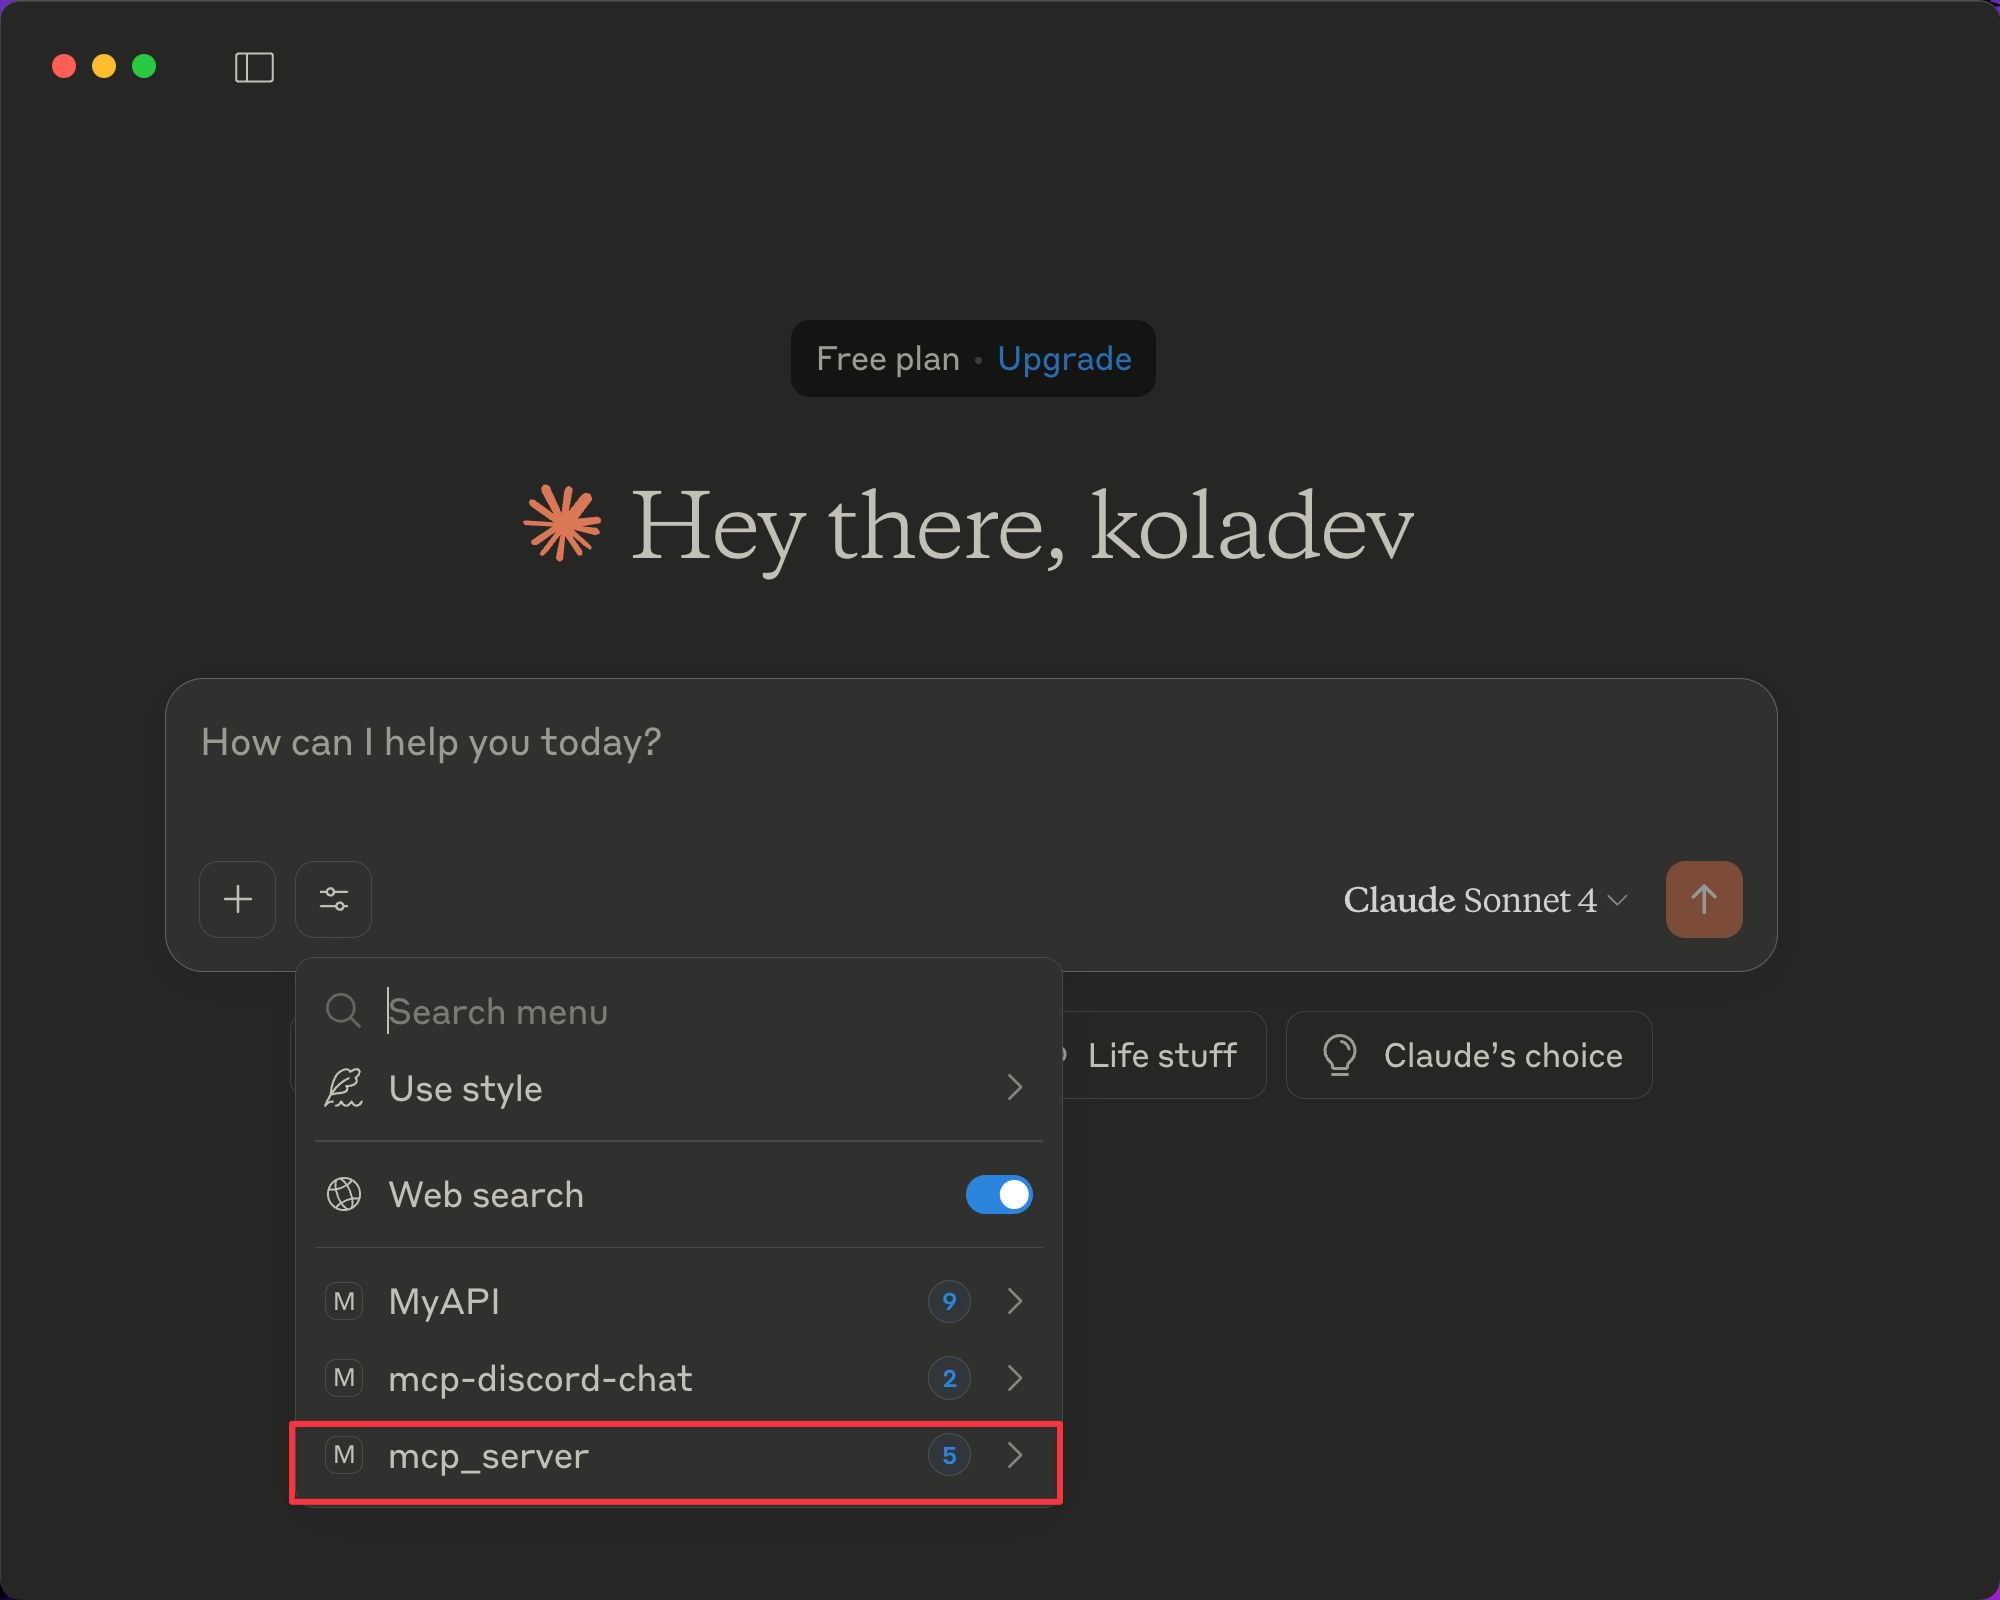 Free plan • Upgrade
Hey there, koladev
How can I help you today?
Claude Sonnet 4
Search menu
Use style
Life stuff
Claude’s choice
Web search
M MyAPI 9
M mcp-discord-chat 2
M mcp_server 5